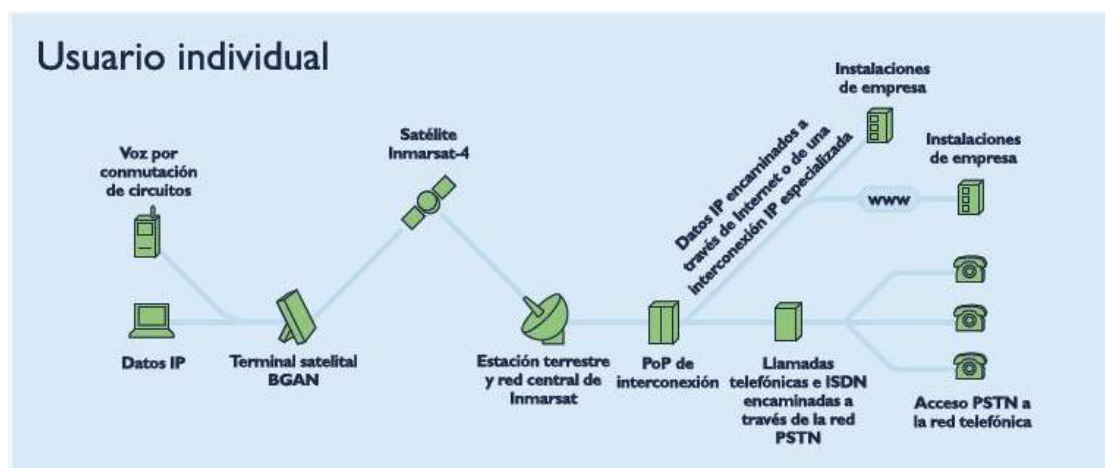 Usuario individual
Voz por
conmutación
de circuitos
Datos IP
Terminal satelital
BGAN
Satélite
Inmarsat-4
Estación terrestre
y red central de
Inmarsat
PoP de
interconexión
Datos IP encaminados a
través de Internet o de una
interconexión IP especializada
Instalaciones
de empresa
Instalaciones
de empresa
www
Llamadas
telefónicas e ISDN
encaminadas a
través de la red
PSTN
Acceso PSTN a
la red telefónica